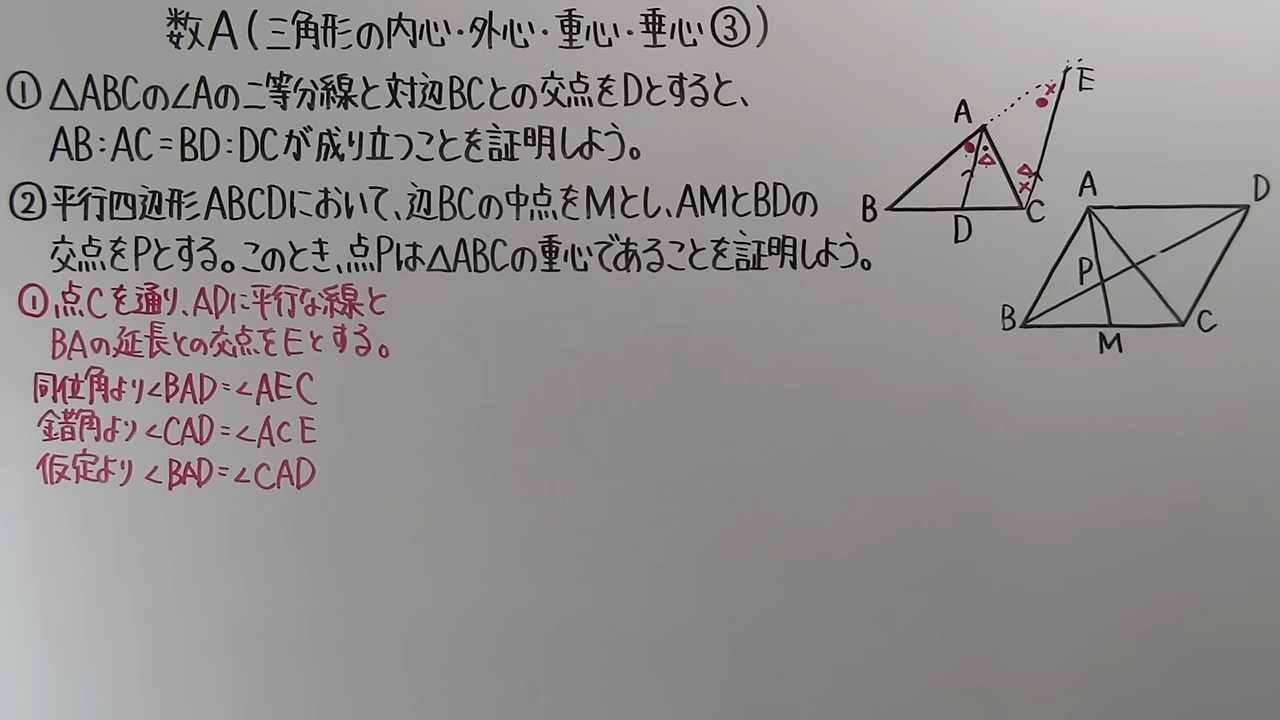 数A(三角形の内心・外心・重心・垂心③)
① △ABCの∠Aの二等分線と対辺BCとの交点をDとすると、
AB:AC=BD:DCが成り立つことを証明しよう。
② 平行四辺形ABCDにおいて、辺BCの中点をMとし、AMとBDの
交点をPとする。このとき、点Pは△ABCの重心であることを証明しよう。
① 点Cを通り、ADに平行な線と
BAの延長との交点をEとする。
同位角より∠BAD=∠AEC
錯角より∠CAD=∠ACE
仮定より∠BAD=∠CAD
E
A
B
D
C
A
D
P
B
C
M